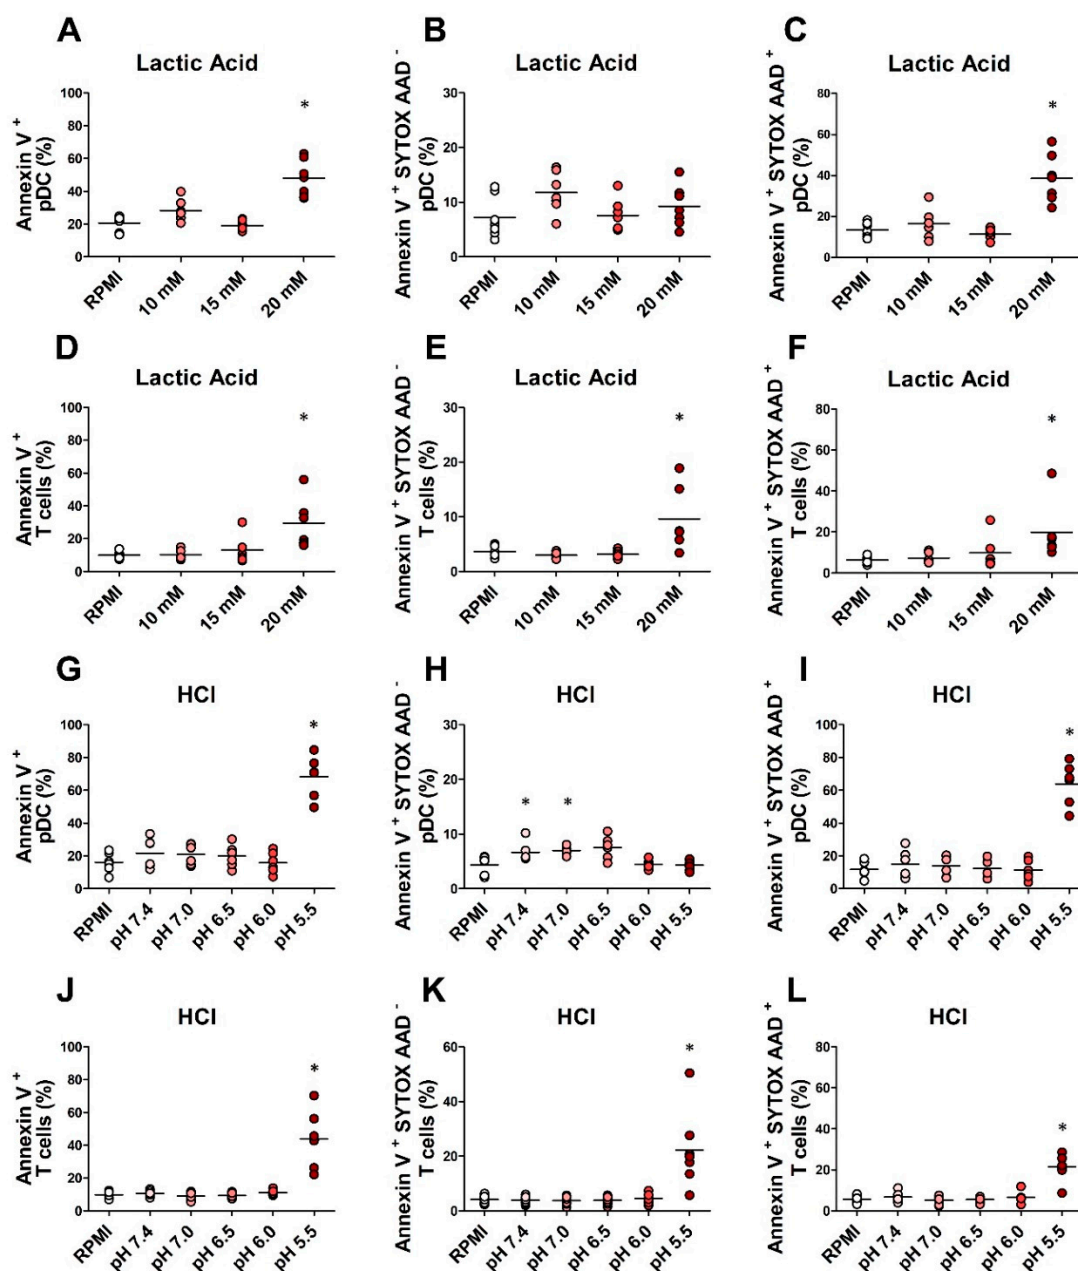 A
Lactic Acid
Annexin V +
pDC (%)
100
80
60
40
20
0
*
RPMI
10 mM
15 mM
20 mM
B
Lactic Acid
Annexin V + SYTOX AAD -
pDC (%)
30
20
10
0
RPMI
10 mM
15 mM
20 mM
C
Lactic Acid
Annexin V + SYTOX AAD +
pDC (%)
80
60
40
20
0
*
RPMI
10 mM
15 mM
20 mM
D
Lactic Acid
Annexin V +
T cells (%)
100
80
60
40
20
0
*
RPMI
10 mM
15 mM
20 mM
E
Lactic Acid
Annexin V + SYTOX AAD -
T cells (%)
30
20
10
0
*
RPMI
10 mM
15 mM
20 mM
F
Lactic Acid
Annexin V + SYTOX AAD +
T cells (%)
80
60
40
20
0
*
RPMI
10 mM
15 mM
20 mM
G
HCl
Annexin V +
pDC (%)
100
80
60
40
20
0
*
RPMI
pH 7.4
pH 7.0
pH 6.5
pH 6.0
pH 5.5
H
HCl
Annexin V + SYTOX AAD -
pDC (%)
30
20
10
0
* *
RPMI
pH 7.4
pH 7.0
pH 6.5
pH 6.0
pH 5.5
I
HCl
Annexin V + SYTOX AAD +
pDC (%)
100
80
60
40
20
0
*
RPMI
pH 7.4
pH 7.0
pH 6.5
pH 6.0
pH 5.5
J
HCl
Annexin V +
T cells (%)
100
80
60
40
20
0
*
RPMI
pH 7.4
pH 7.0
pH 6.5
pH 6.0
pH 5.5
K
HCl
Annexin V + SYTOX AAD -
T cells (%)
60
40
20
0
*
RPMI
pH 7.4
pH 7.0
pH 6.5
pH 6.0
pH 5.5
L
HCl
Annexin V + SYTOX AAD +
T cells (%)
80
60
40
20
0
*
RPMI
pH 7.4
pH 7.0
pH 6.5
pH 6.0
pH 5.5